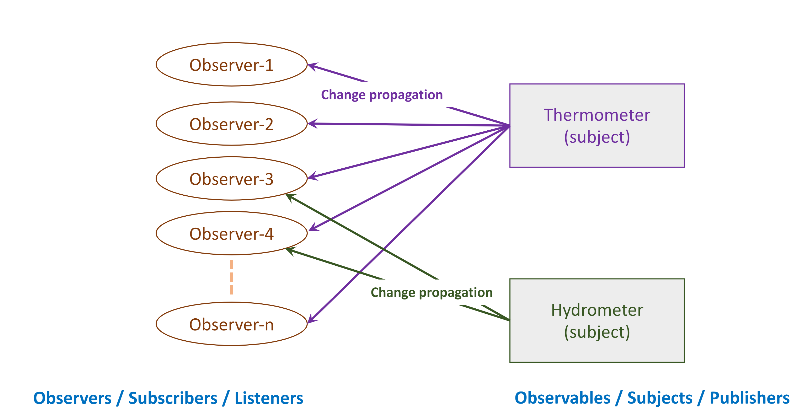 Observer-1
Change propagation
Thermometer
(subject)
Observer-2
Observer-3
Observer-4
Change propagation
Hydrometer
(subject)
Observer-n
Observers / Subscribers / Listeners
Observables / Subjects / Publishers